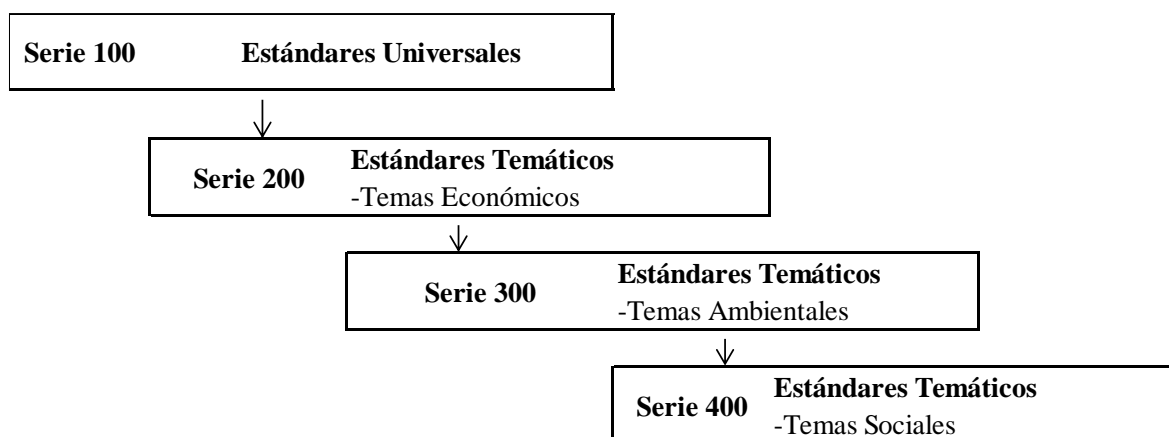 Serie 100 Estándares Universales
Estándares Temáticos
Serie 200
-Temas Económicos
Estándares Temáticos
Serie 300
-Temas Ambientales
Estándares Temáticos
Serie 400
-Temas Sociales